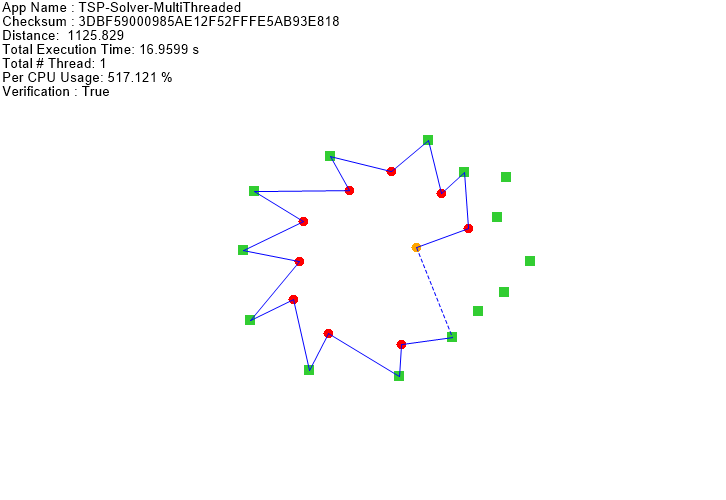 App Name : TSP-Solver-MultiThreaded
Checksum : 3DBF59000985AE12F52FFFE5AB93E818
Distance:  1125.829
Total Execution Time: 16.9599 s
Total # Thread: 1
Per CPU Usage: 517.121 %
Verification : True